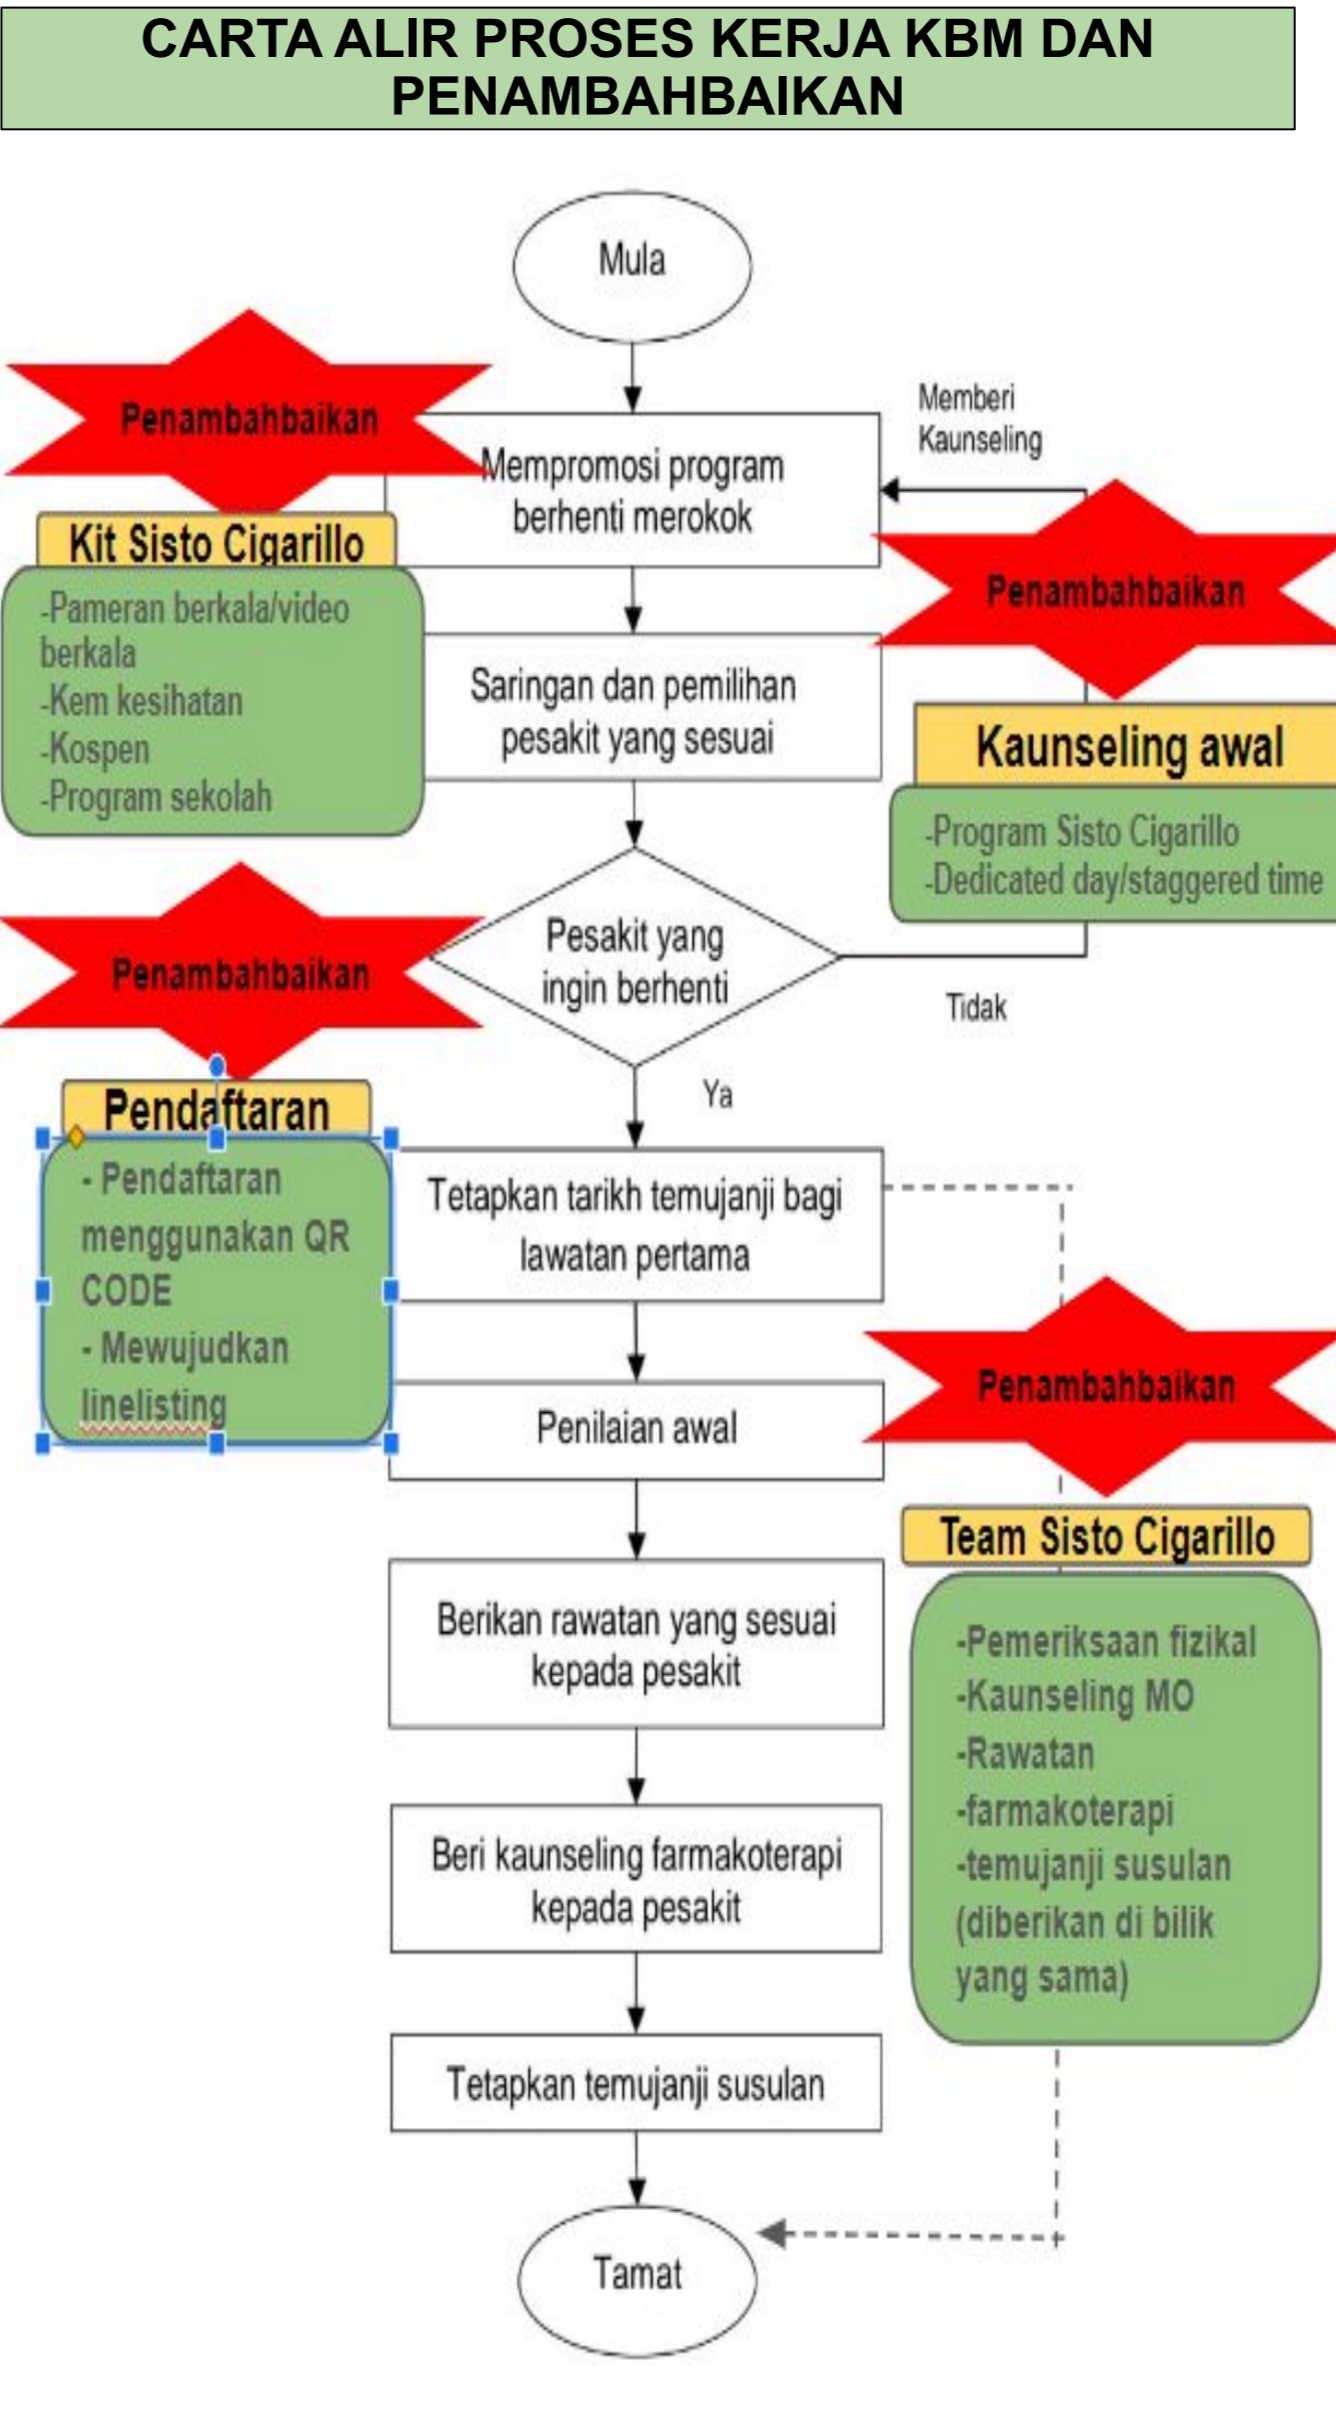 CARTA ALIR PROSES KERJA KBM DAN
PENAMBAHBAIKAN
Mula
Penambahbaikan
Memberi
Kaunseling
Mempromosi program
berhenti merokok
Kit Sisto Cigarillo
-Pameran berkala/video
berkala
-Kem kesihatan
-Kospen
-Program sekolah
Penambahbaikan
Saringan dan pemilihan
pesakit yang sesuai
Kaunseling awal
-Program Sisto Cigarillo
-Dedicated day/staggered time
Penambahbaikan
Pesakit yang
ingin berhenti
Tidak
Ya
Pendaftaran
- Pendaftaran
menggunakan QR
CODE
- Mewujudkan
linelisting
Tetapkan tarikh temujanji bagi
lawatan pertama
Penambahbaikan
Penilaian awal
Team Sisto Cigarillo
-Pemeriksaan fizikal
-Kaunseling MO
-Rawatan
-farmakoterapi
-temujanji susulan
(diberikan di bilik
yang sama)
Berikan rawatan yang sesuai
kepada pesakit
Beri kaunseling farmakoterapi
kepada pesakit
Tetapkan temujanji susulan
Tamat